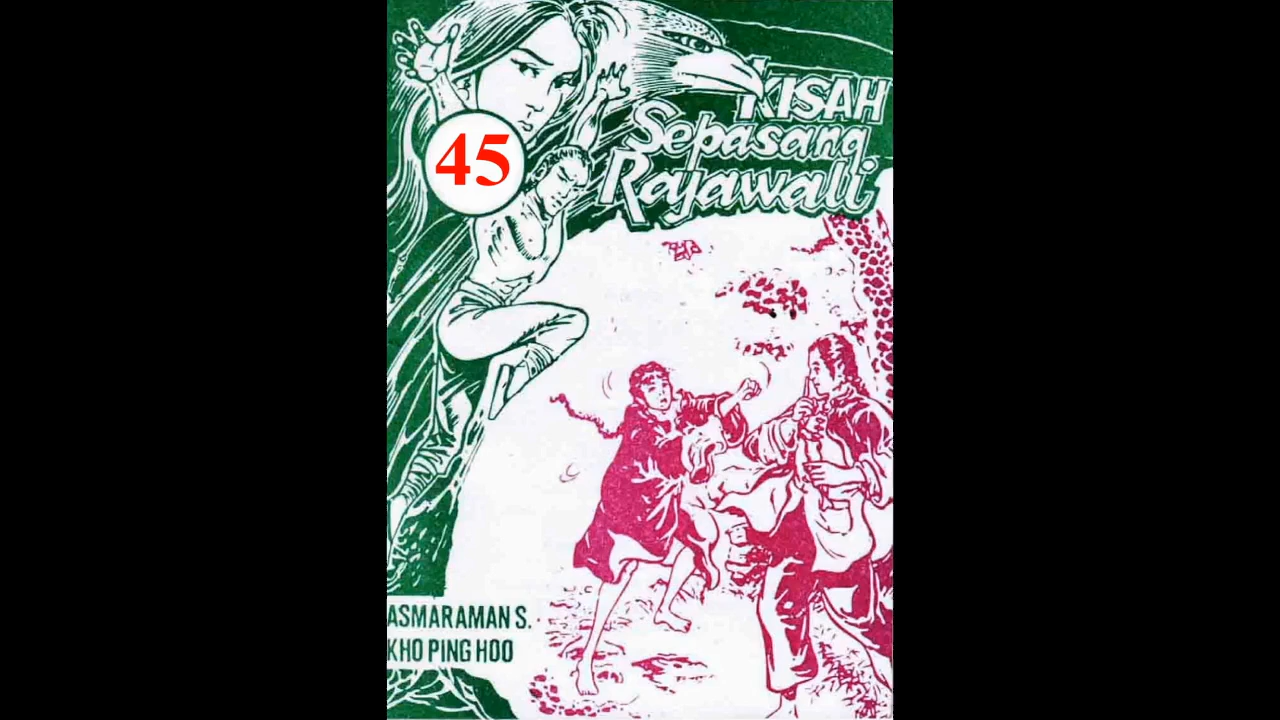 KISAH
Sepasang
Rajawali
45
ASMARAMAN S.
KHO PING HOO